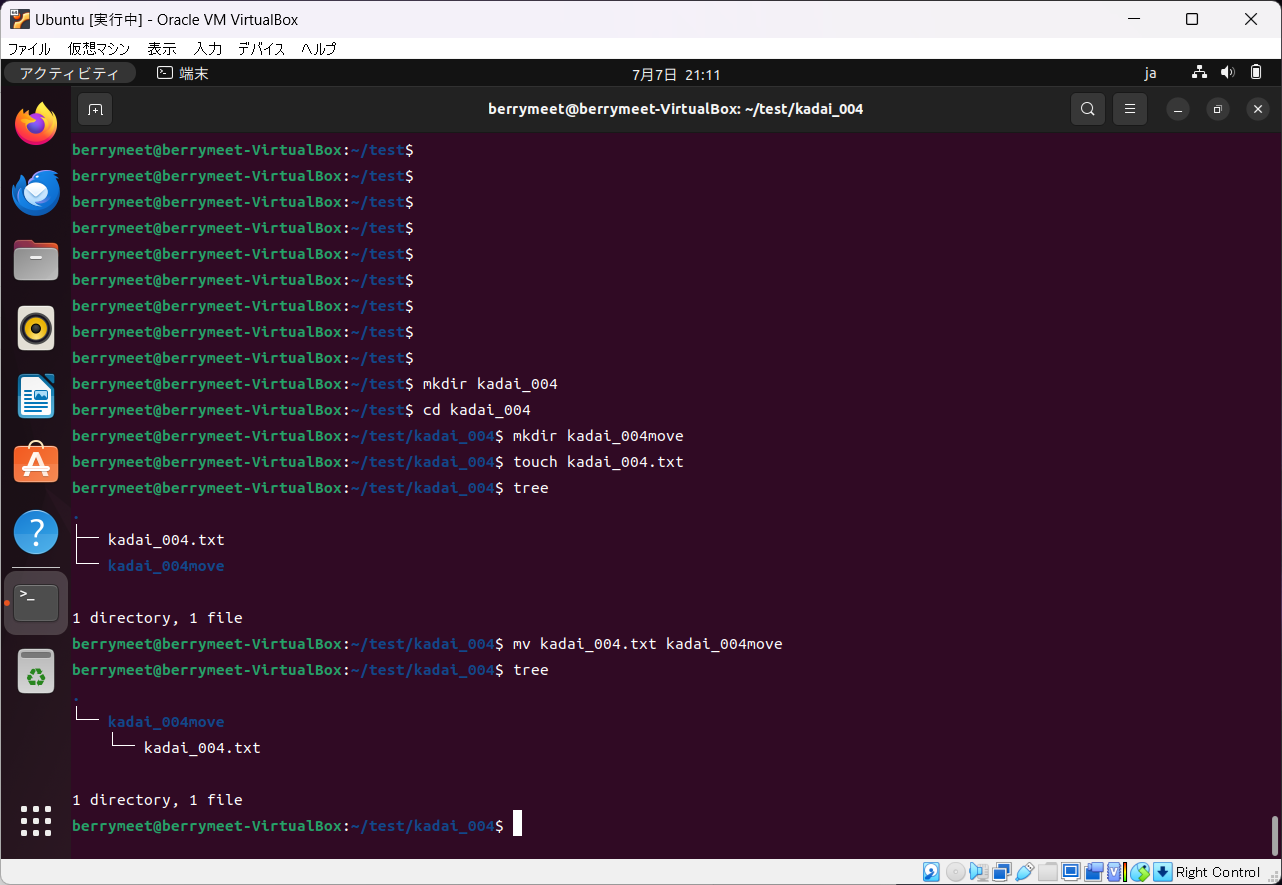 Ubuntu [実行中] - Oracle VM VirtualBox
ファイル 仮想マシン 表示 入力 デバイス ヘルプ
アクティビティ 端末 7月7日 21:11 ja
berrymeet@berrymeet-VirtualBox: ~/test/kadai_004
berrymeet@berrymeet-VirtualBox:~/test$
berrymeet@berrymeet-VirtualBox:~/test$
berrymeet@berrymeet-VirtualBox:~/test$
berrymeet@berrymeet-VirtualBox:~/test$
berrymeet@berrymeet-VirtualBox:~/test$
berrymeet@berrymeet-VirtualBox:~/test$
berrymeet@berrymeet-VirtualBox:~/test$
berrymeet@berrymeet-VirtualBox:~/test$
berrymeet@berrymeet-VirtualBox:~/test$
berrymeet@berrymeet-VirtualBox:~/test$ mkdir kadai_004
berrymeet@berrymeet-VirtualBox:~/test$ cd kadai_004
berrymeet@berrymeet-VirtualBox:~/test/kadai_004$ mkdir kadai_004move
berrymeet@berrymeet-VirtualBox:~/test/kadai_004$ touch kadai_004.txt
berrymeet@berrymeet-VirtualBox:~/test/kadai_004$ tree
.
├── kadai_004.txt
└── kadai_004move
1 directory, 1 file
berrymeet@berrymeet-VirtualBox:~/test/kadai_004$ mv kadai_004.txt kadai_004move
berrymeet@berrymeet-VirtualBox:~/test/kadai_004$ tree
.
└── kadai_004move
    └── kadai_004.txt
1 directory, 1 file
berrymeet@berrymeet-VirtualBox:~/test/kadai_004$
Right Control